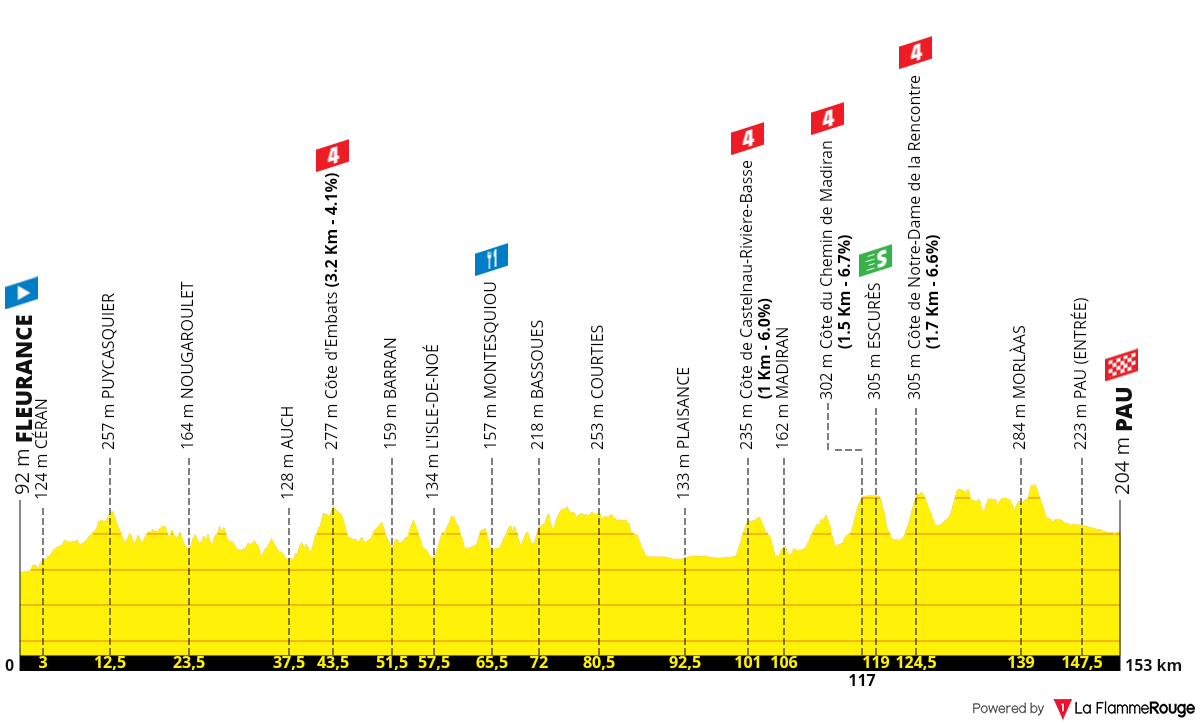 92 m FLEURANCE
124 m CÉRAN
257 m PUYCASQUIER
164 m NOUGAROULET
128 m AUCH
4
277 m Côte d'Embats (3.2 Km - 4.1%)
159 m BARRAN
134 m L'ISLE-DE-NOÉ
157 m MONTESQUIOU
218 m BASSOUES
253 m COURTIES
133 m PLAISANCE
4
235 m Côte de Castelnau-Rivière-Basse
(1 Km - 6.0%)
162 m MADIRAN
4
302 m Côte du Chemin de Madiran
(1.5 Km - 6.7%)
S
305 m ESCURÈS
4
305 m Côte de Notre-Dame de la Rencontre
(1.7 Km - 6.6%)
284 m MORLÀAS
223 m PAU (ENTRÉE)
204 m PAU
0 3 12,5 23,5 37,5 43,5 51,5 57,5 65,5 72 80,5 92,5 101 106 119 124,5 139 147,5 153 km
117
Powered by 1 La FlammeRouge